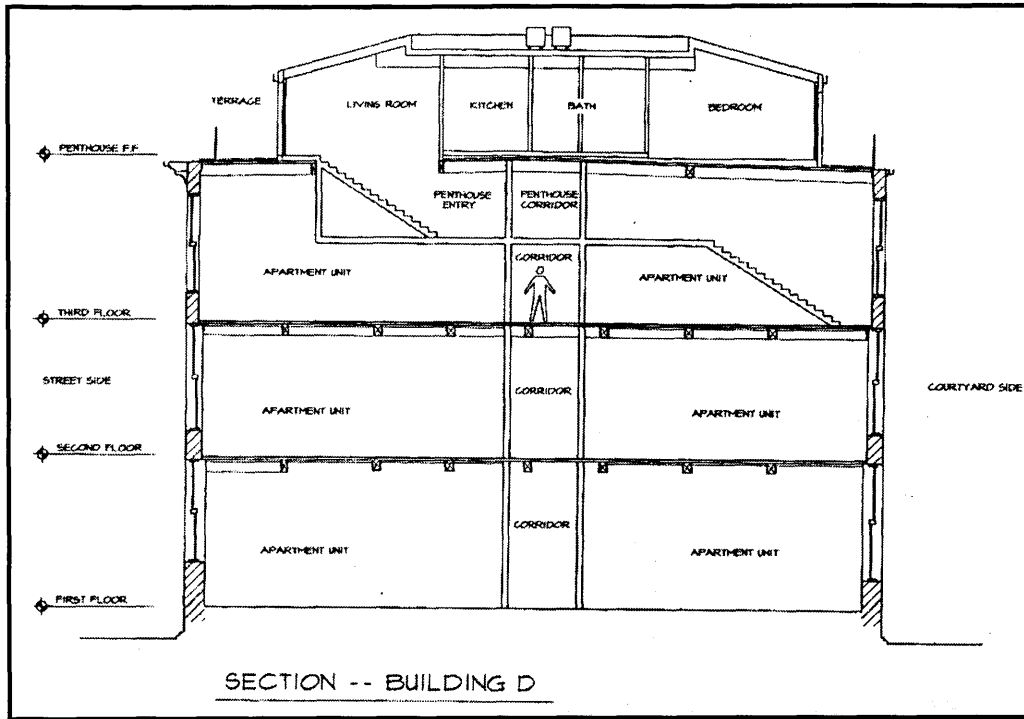 TERRACE
LIVING ROOM
KITCHEN
BATH
BEDROOM
PENTHOUSE F.F
PENTHOUSE
ENTRY
PENTHOUSE
CORRIDOR
APARTMENT UNIT
CORRIDOR
APARTMENT UNIT
THIRD FLOOR
STREET SIDE
CORRIDOR
COURTYARD SIDE
APARTMENT UNIT
APARTMENT UNIT
SECOND FLOOR
CORRIDOR
APARTMENT UNIT
APARTMENT UNIT
FIRST FLOOR
SECTION -- BUILDING D